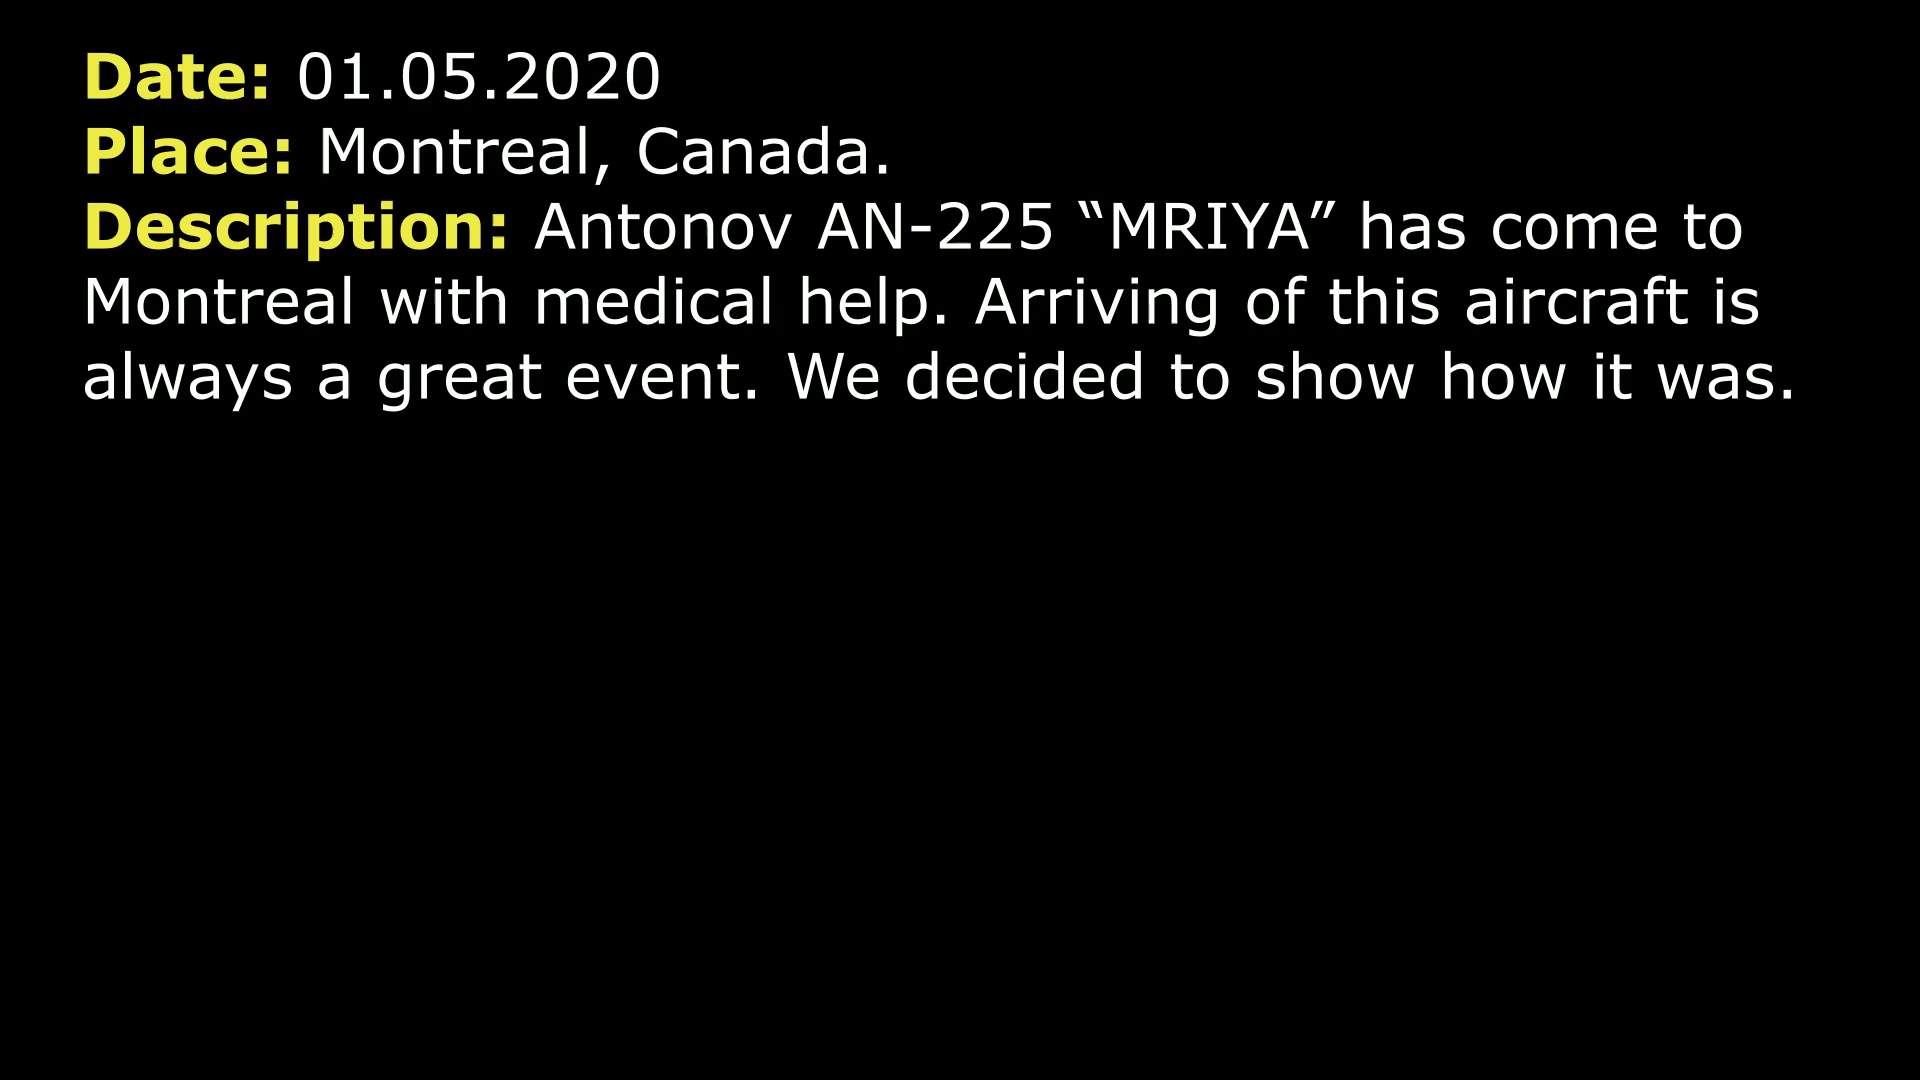 Date: 01.05.2020
Place: Montreal, Canada.
Description: Antonov AN-225 “MRIYA” has come to
Montreal with medical help. Arriving of this aircraft is
always a great event. We decided to show how it was.